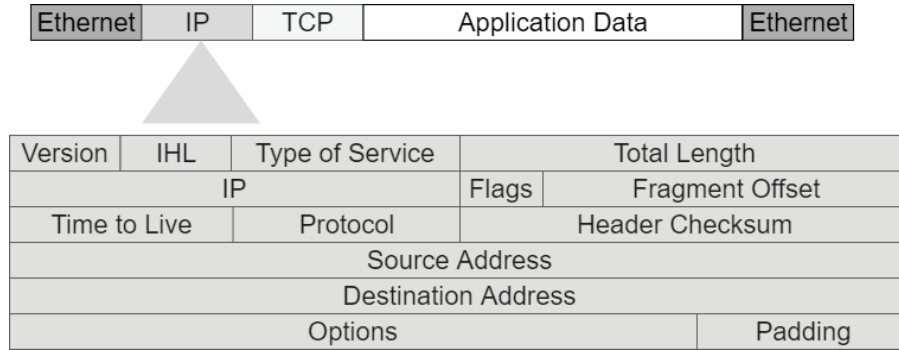 Ethernet IP TCP Application Data Ethernet
Version IHL Type of Service Total Length
IP Flags Fragment Offset
Time to Live Protocol Header Checksum
Source Address
Destination Address
Options Padding